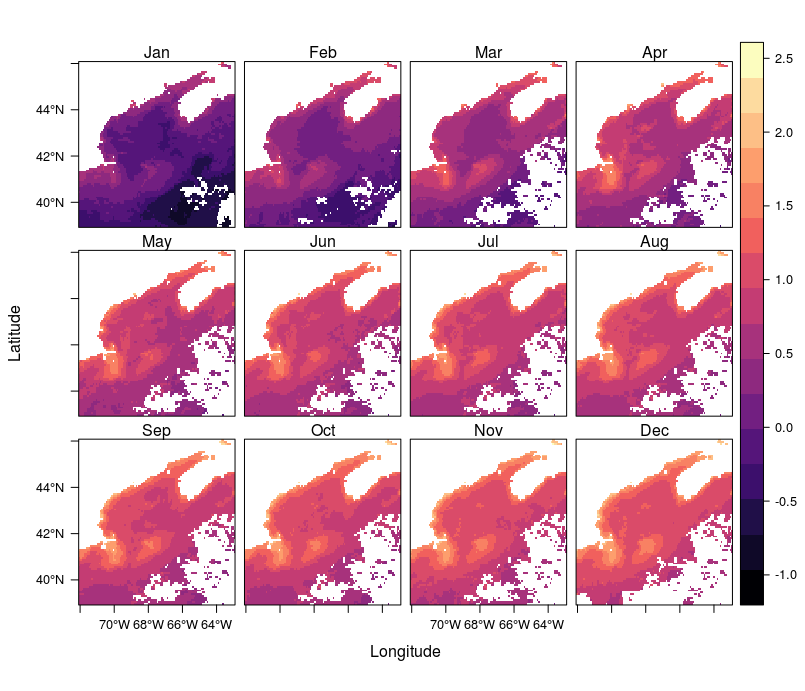 Jan Feb Mar Apr
2.5
44°N
2.0
42°N
1.5
40°N
May Jun Jul Aug
1.0
Latitude
0.5
Sep Oct Nov Dec
0.0
44°N
-0.5
42°N
-1.0
40°N
70°W 68°W 66°W 64°W 70°W 68°W 66°W 64°W
Longitude